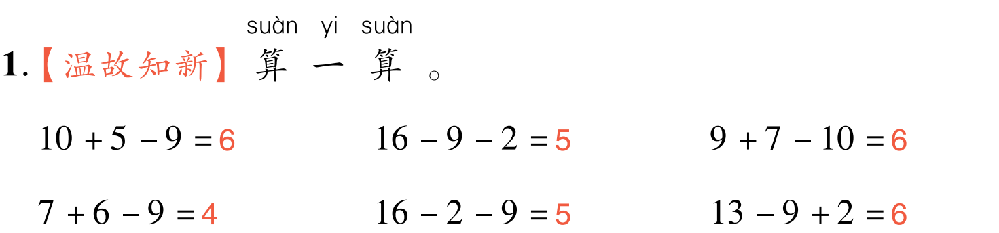 suàn yi suàn
1.【温故知新】算一算。
10 + 5 - 9 = 6 16 - 9 - 2 = 5 9 + 7 - 10 = 6
7 + 6 - 9 = 4 16 - 2 - 9 = 5 13 - 9 + 2 = 6